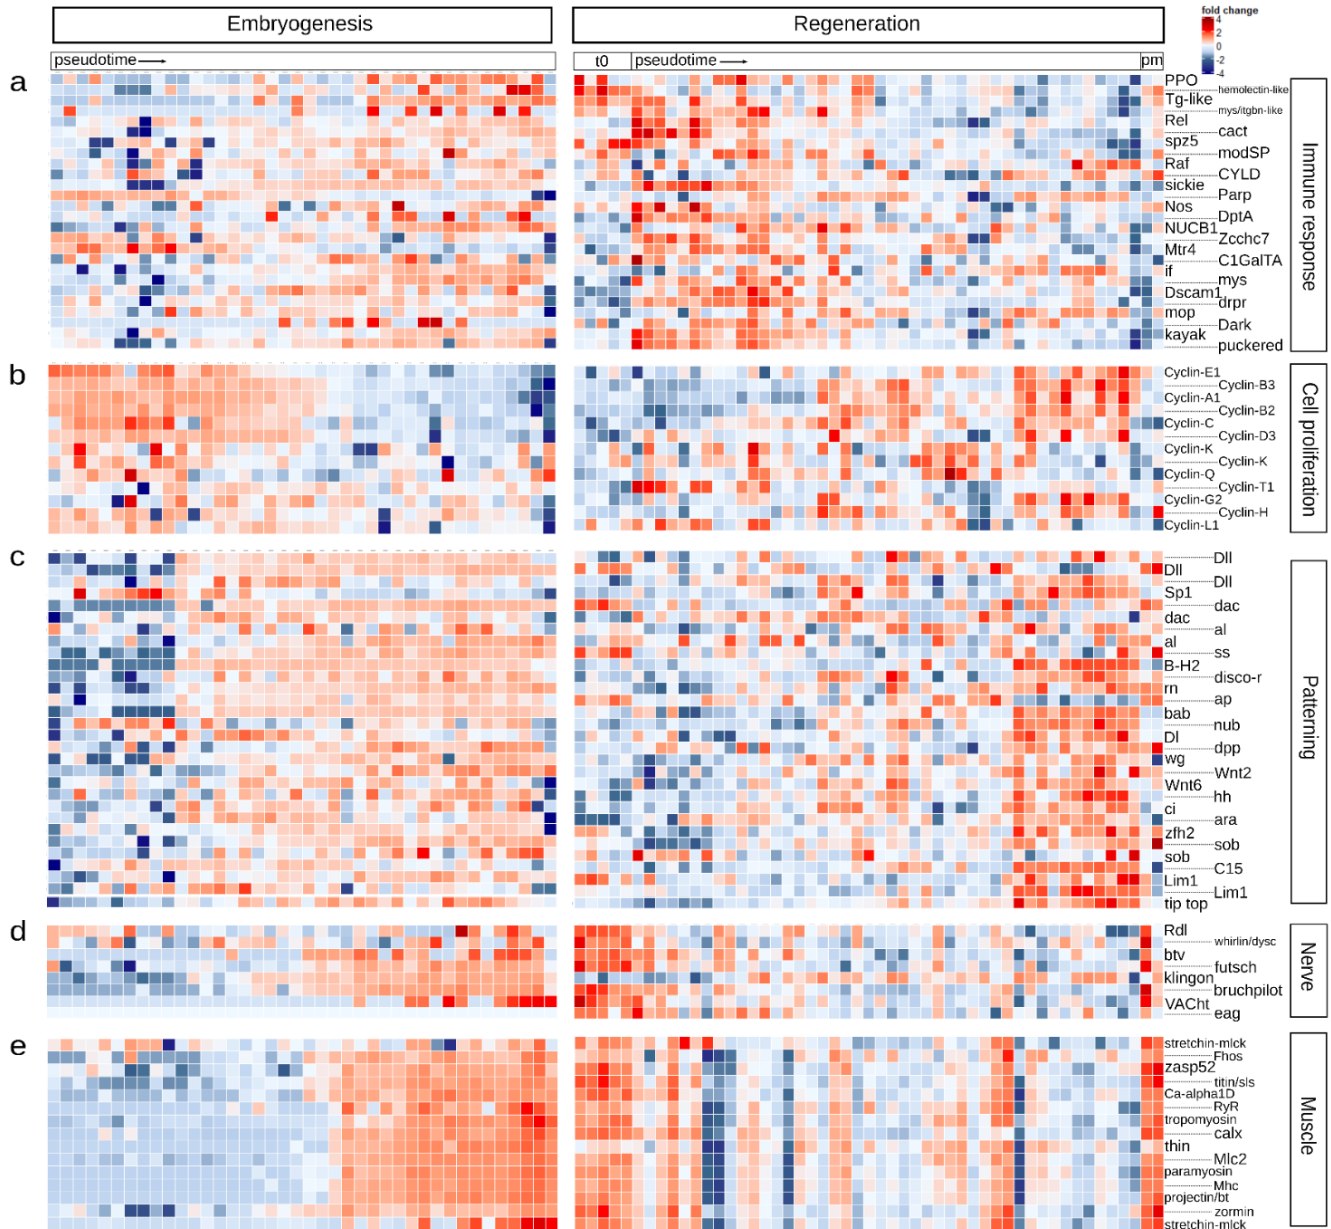 Embryogenesis
Regeneration
fold change
4
2
0
-2
-4
pseudotime
t0
pseudotime
pm
a
PPO
hemolectin-like
Tg-like
mys/itgbn-like
Rel
cact
spz5
modSP
Raf
CYLD
sickie
Parp
Nos
DptA
NUCB1
Zcchc7
Mtr4
C1GalTA
if
mys
Dscam1
drpr
mop
Dark
kayak
puckered
Immune response
b
Cyclin-E1
Cyclin-B3
Cyclin-A1
Cyclin-B2
Cyclin-C
Cyclin-D3
Cyclin-K
Cyclin-K
Cyclin-Q
Cyclin-T1
Cyclin-G2
Cyclin-H
Cyclin-L1
Cell proliferation
c
Dll
Dll
Dll
Sp1
dac
dac
al
al
ss
B-H2
disco-r
rn
ap
bab
nub
Dl
dpp
wg
Wnt2
Wnt6
hh
ci
ara
zfh2
sob
sob
C15
Lim1
Lim1
tip top
Patterning
d
Rdl
whirlin/dysc
btv
futsch
klingon
bruchpilot
VACht
eag
Nerve
e
stretchin-mlck
Fhos
zasp52
titin/sls
Ca-alpha1D
RyR
tropomyosin
calx
thin
Mlc2
paramyosin
Mhc
projectin/bt
zormin
stretchin-mlck
Muscle